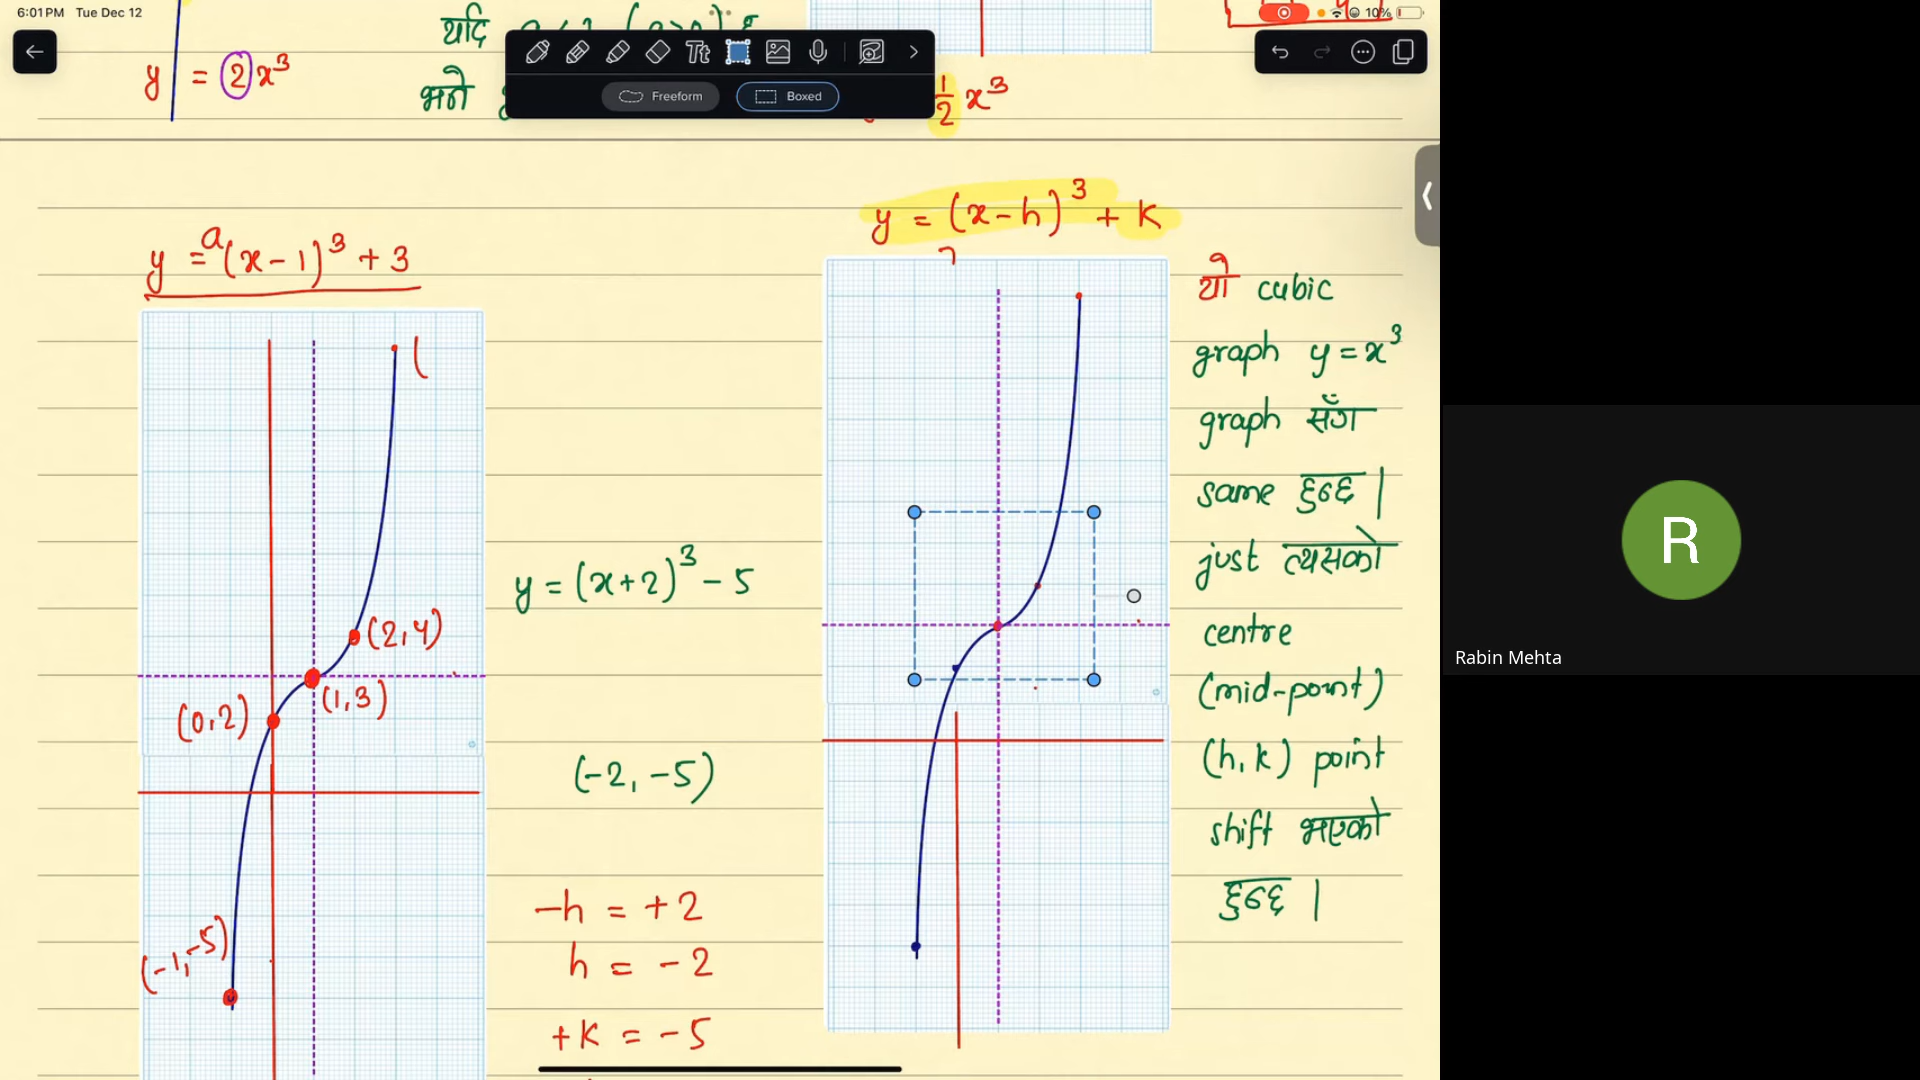 6:01 PM Tue Dec 12
10%
यदि
y = 2x³
भने
Freeform
Boxed
1/2 x³
y = (x-h)³ + k
y = a(x-1)³ + 3
यो cubic
graph y = x³
graph सँग
same हुन्छ |
just त्यसको
centre
(mid-point)
(h, k) point
shift भएको
हुन्छ |
(
(2, 4)
(1, 3)
(0, 2)
(-1, -5)
y = (x+2)³ - 5
(-2, -5)
-h = +2
h = -2
+k = -5
R
Rabin Mehta